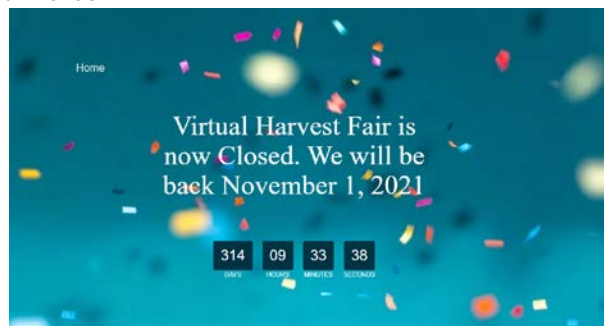 Home
Virtual Harvest Fair is
now Closed. We will be
back November 1, 2021
314 09 33 38
DAYS HOURS MINUTES SECONDS